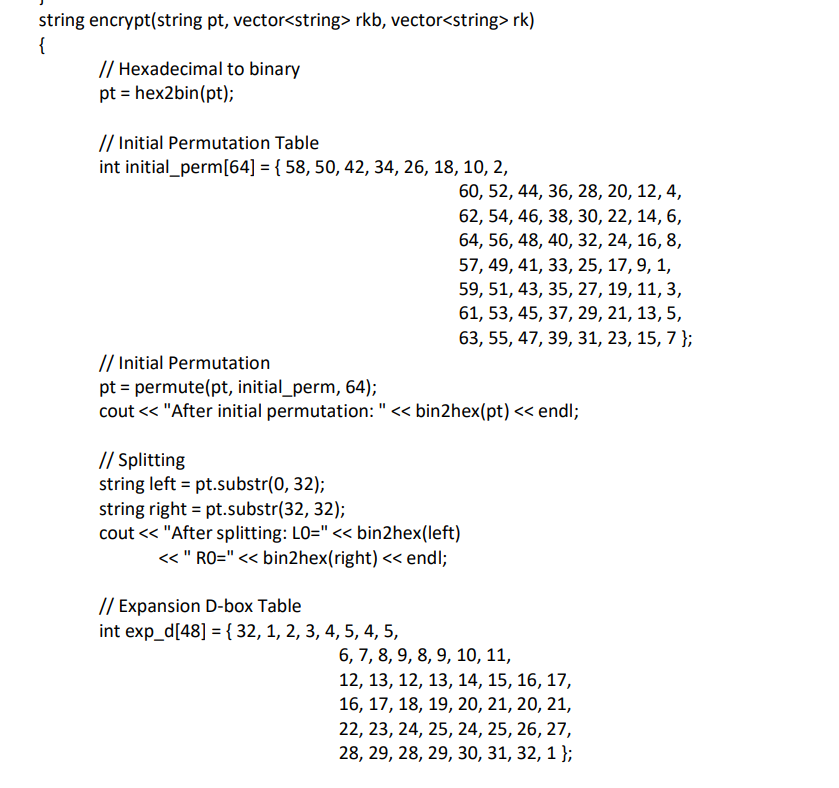 }
string encrypt(string pt, vector<string> rkb, vector<string> rk)
{
// Hexadecimal to binary
pt = hex2bin(pt);
// Initial Permutation Table
int initial_perm[64] = { 58, 50, 42, 34, 26, 18, 10, 2,
60, 52, 44, 36, 28, 20, 12, 4,
62, 54, 46, 38, 30, 22, 14, 6,
64, 56, 48, 40, 32, 24, 16, 8,
57, 49, 41, 33, 25, 17, 9, 1,
59, 51, 43, 35, 27, 19, 11, 3,
61, 53, 45, 37, 29, 21, 13, 5,
63, 55, 47, 39, 31, 23, 15, 7 };
// Initial Permutation
pt = permute(pt, initial_perm, 64);
cout << "After initial permutation: " << bin2hex(pt) << endl;
// Splitting
string left = pt.substr(0, 32);
string right = pt.substr(32, 32);
cout << "After splitting: L0=" << bin2hex(left)
<< " R0=" << bin2hex(right) << endl;
// Expansion D-box Table
int exp_d[48] = { 32, 1, 2, 3, 4, 5, 4, 5,
6, 7, 8, 9, 8, 9, 10, 11,
12, 13, 12, 13, 14, 15, 16, 17,
16, 17, 18, 19, 20, 21, 20, 21,
22, 23, 24, 25, 24, 25, 26, 27,
28, 29, 28, 29, 30, 31, 32, 1 };